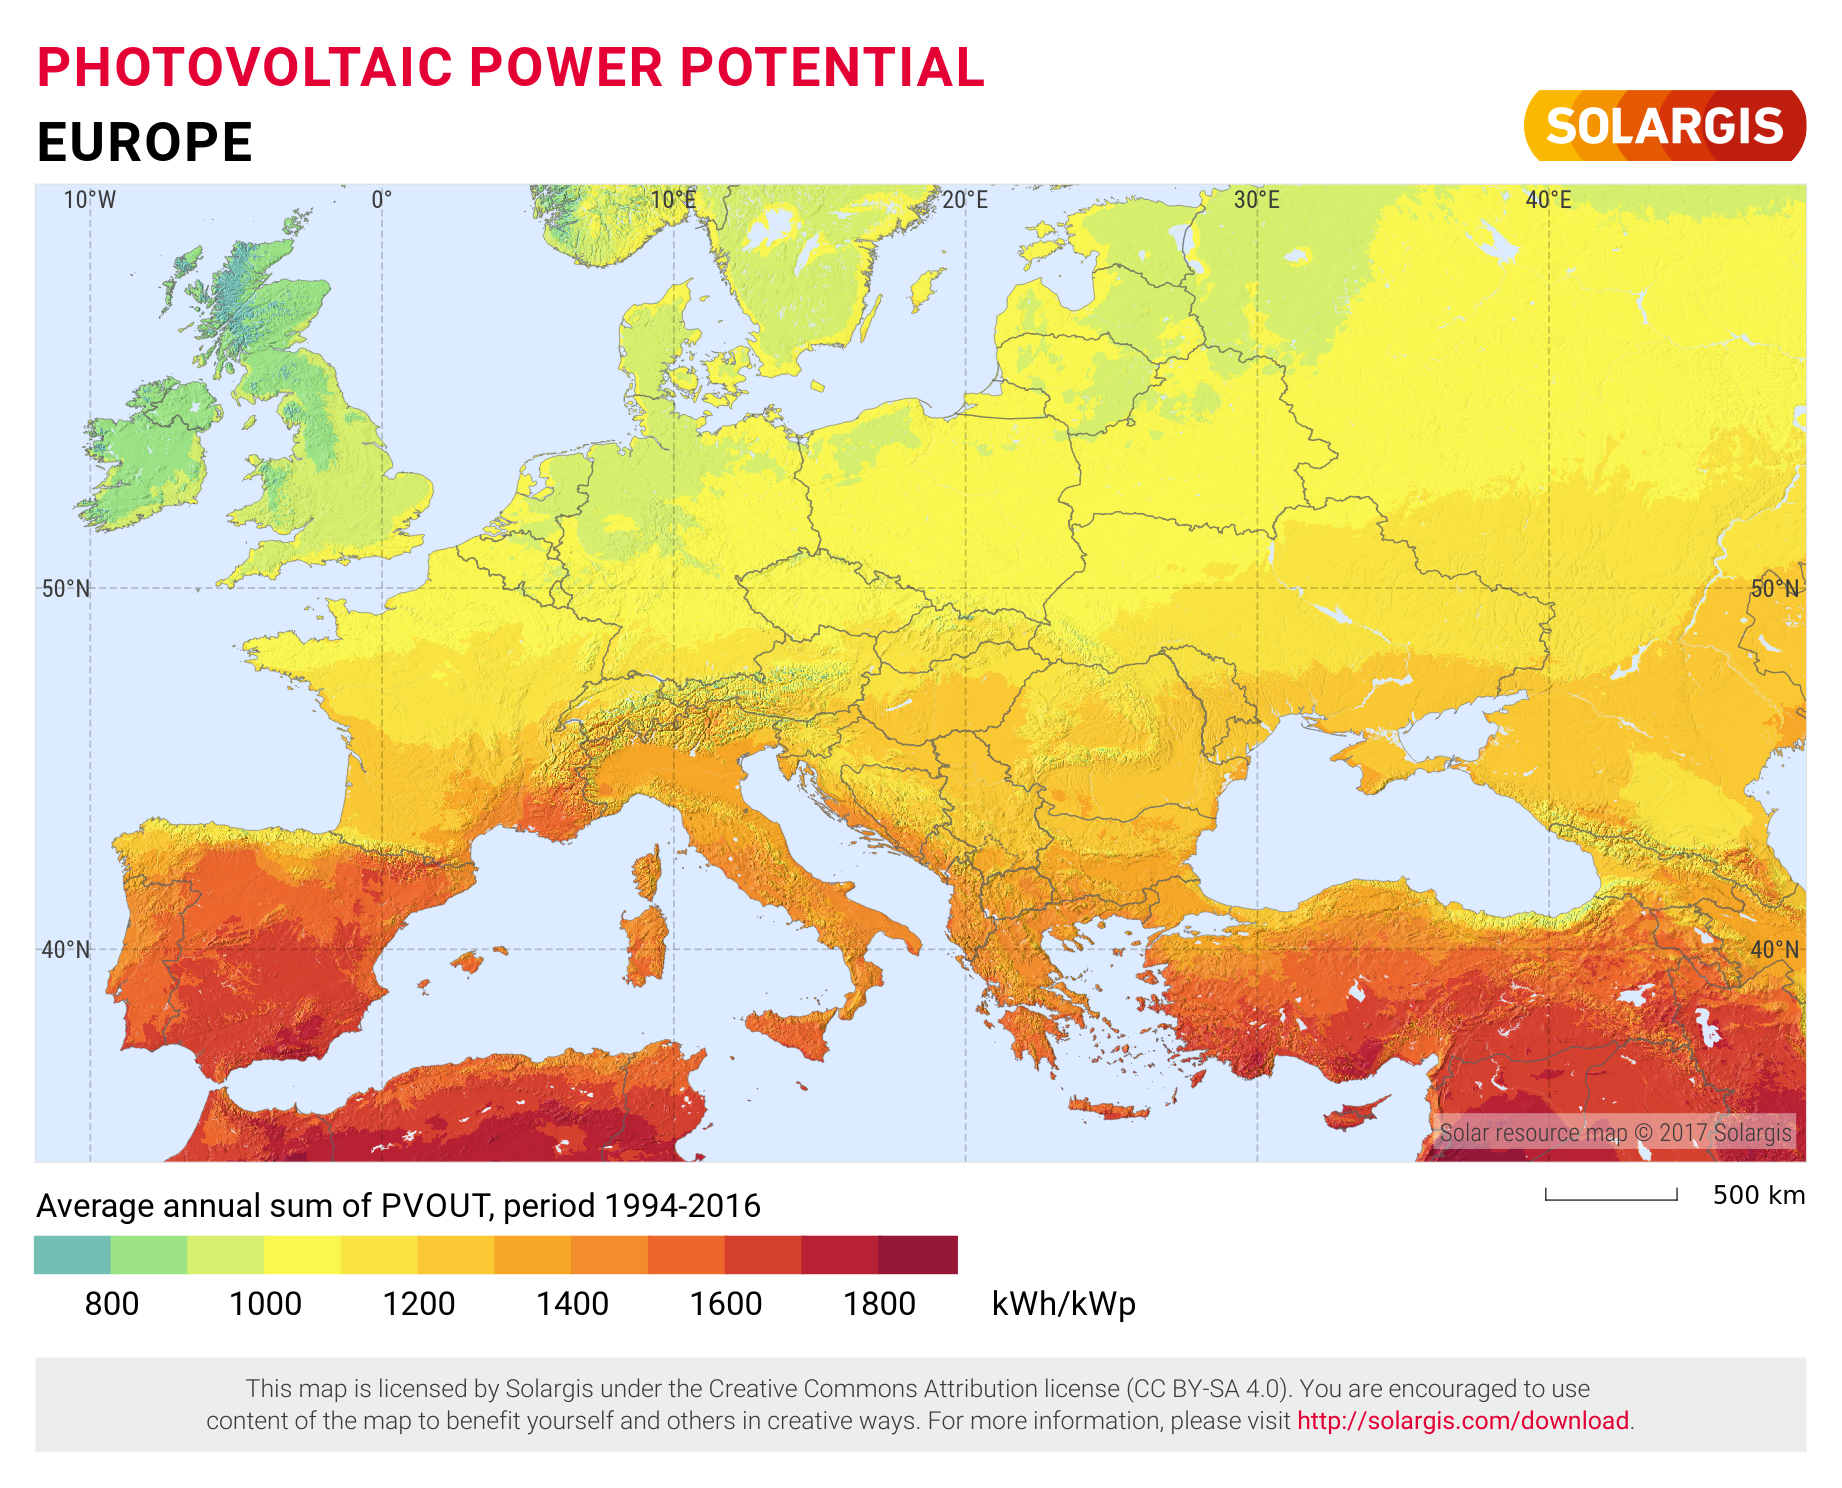 PHOTOVOLTAIC POWER POTENTIAL
EUROPE
SOLARGIS
10°W 0° 10°E 20°E 30°E 40°E
50°N 50°N
40°N 40°N
Solar resource map © 2017 Solargis
Average annual sum of PVOUT, period 1994-2016
500 km
800 1000 1200 1400 1600 1800 kWh/kWp
This map is licensed by Solargis under the Creative Commons Attribution license (CC BY-SA 4.0). You are encouraged to use
content of the map to benefit yourself and others in creative ways. For more information, please visit http://solargis.com/download.